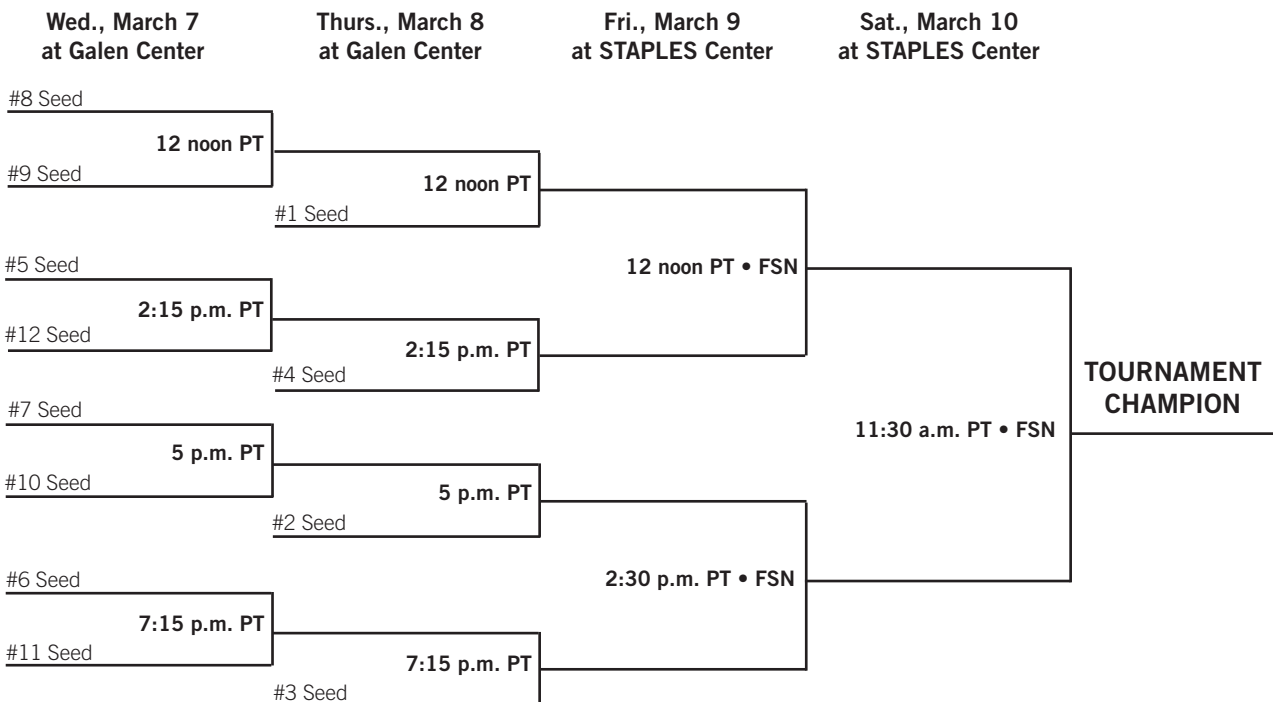 Wed., March 7
at Galen Center
Thurs., March 8
at Galen Center
Fri., March 9
at STAPLES Center
Sat., March 10
at STAPLES Center
#8 Seed
12 noon PT
#9 Seed
12 noon PT
#1 Seed
#5 Seed
12 noon PT • FSN
2:15 p.m. PT
#12 Seed
2:15 p.m. PT
#4 Seed
TOURNAMENT
CHAMPION
#7 Seed
11:30 a.m. PT • FSN
5 p.m. PT
#10 Seed
5 p.m. PT
#2 Seed
#6 Seed
2:30 p.m. PT • FSN
7:15 p.m. PT
#11 Seed
7:15 p.m. PT
#3 Seed